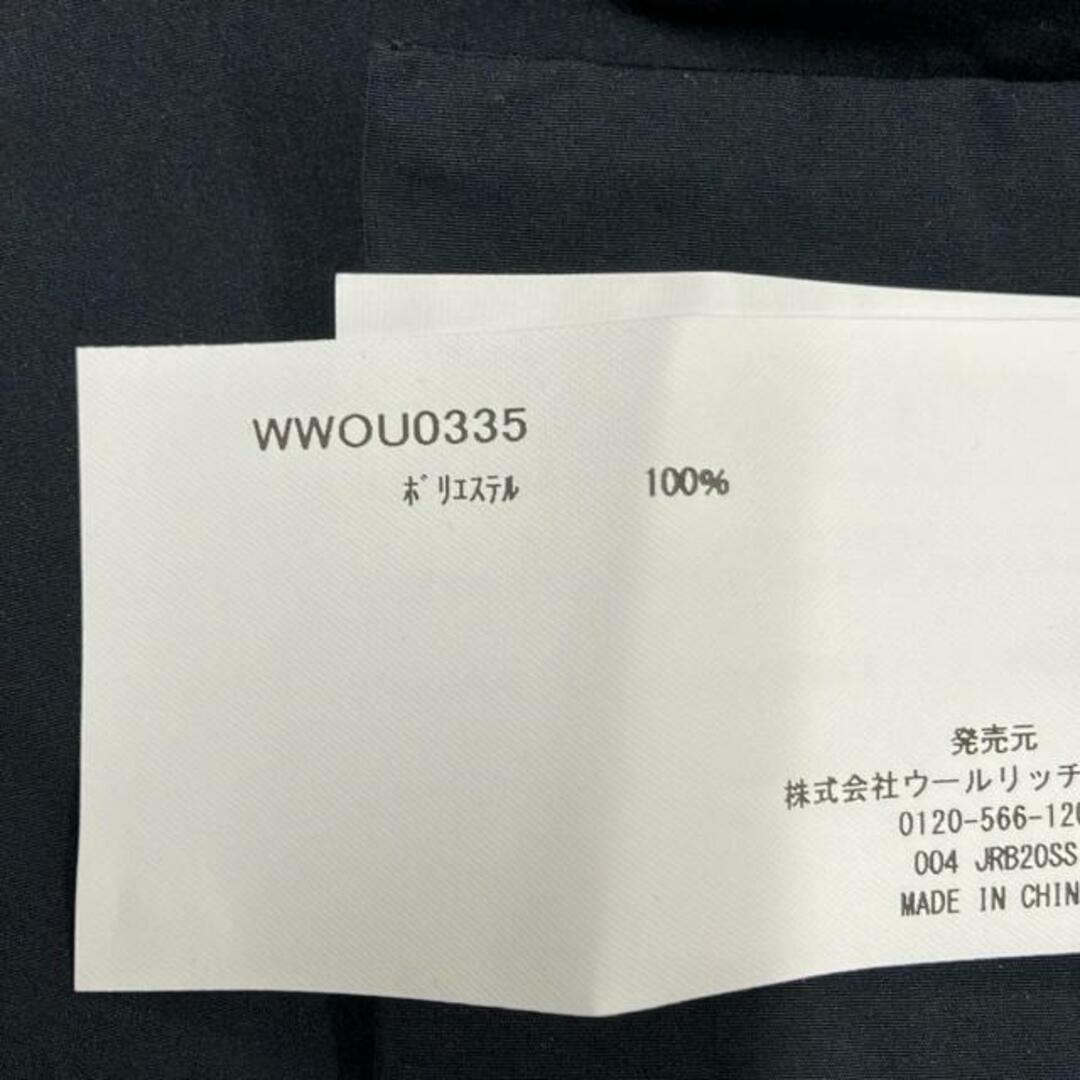 WWOU0335
ﾎﾟﾘｴｽﾃﾙ 100%
発売元
株式会社ウールリッチ
0120-566-120
004 JRB20SS
MADE IN CHIN